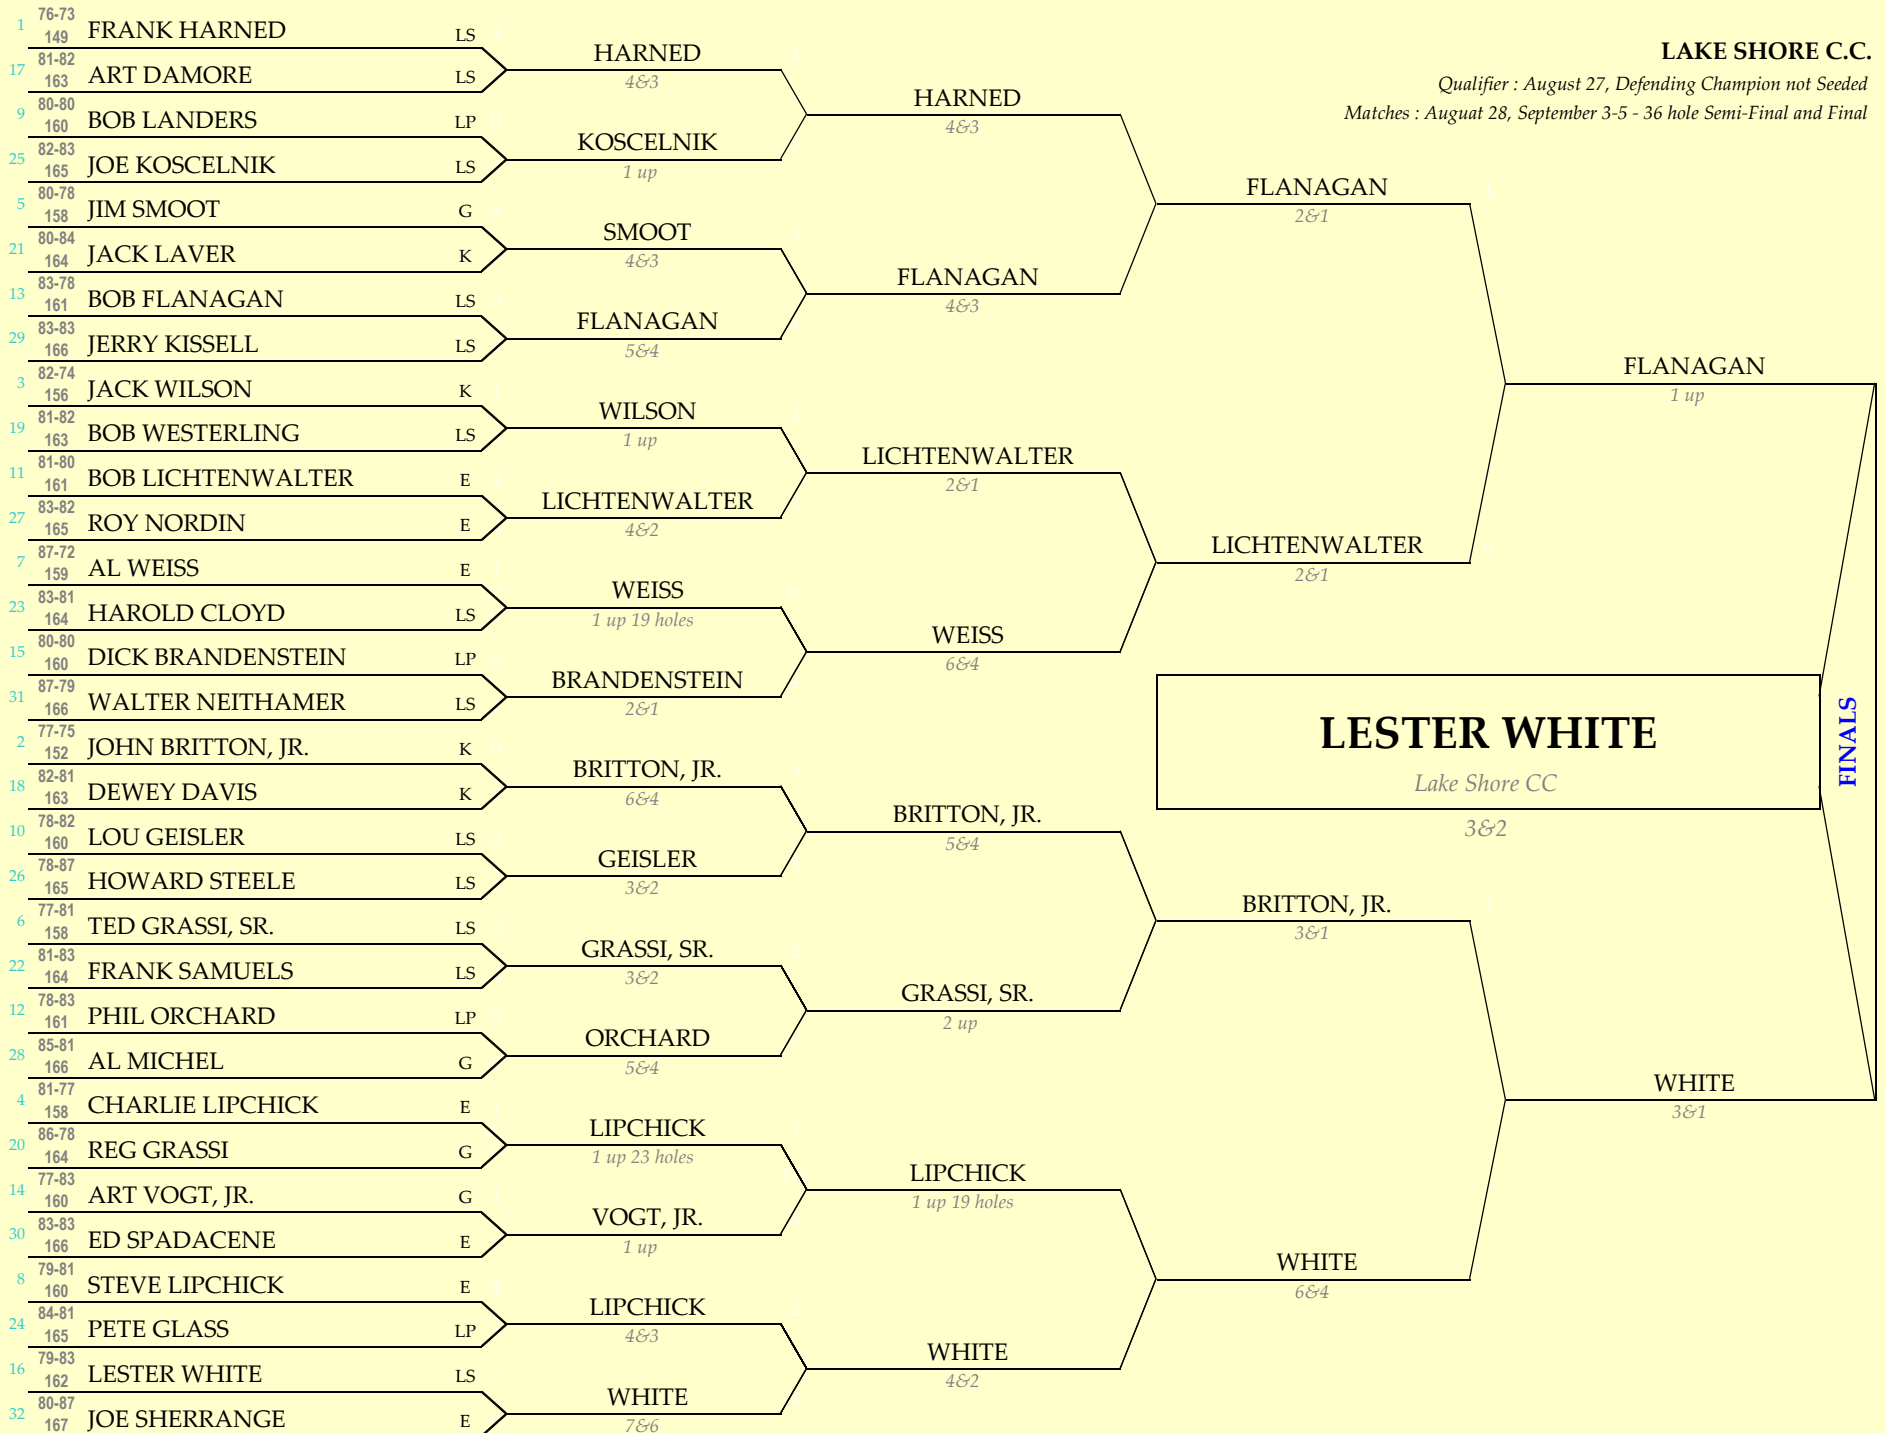 LAKE SHORE C.C.
Qualifier : August 27, Defending Champion not Seeded
Matches : Auguat 28, September 3-5 - 36 hole Semi-Final and Final
1 76-73 149 FRANK HARNED LS
17 81-82 163 ART DAMORE LS
9 80-80 160 BOB LANDERS LP
25 82-83 165 JOE KOSCELNIK LS
5 80-78 158 JIM SMOOT G
21 80-84 164 JACK LAVER K
13 83-78 161 BOB FLANAGAN LS
29 83-83 166 JERRY KISSELL LS
3 82-74 156 JACK WILSON K
19 81-82 163 BOB WESTERLING LS
11 81-80 161 BOB LICHTENWALTER E
27 83-82 165 ROY NORDIN E
7 87-72 159 AL WEISS E
23 83-81 164 HAROLD CLOYD LS
15 80-80 160 DICK BRANDENSTEIN LP
31 87-79 166 WALTER NEITHAMER LS
2 77-75 152 JOHN BRITTON, JR. K
18 82-81 163 DEWEY DAVIS K
10 78-82 160 LOU GEISLER LS
26 78-87 165 HOWARD STEELE LS
6 77-81 158 TED GRASSI, SR. LS
22 81-83 164 FRANK SAMUELS LS
12 78-83 161 PHIL ORCHARD LP
28 85-81 166 AL MICHEL G
4 81-77 158 CHARLIE LIPCHICK E
20 86-78 164 REG GRASSI G
14 77-83 160 ART VOGT, JR. G
30 83-83 166 ED SPADACENE E
8 79-81 160 STEVE LIPCHICK E
24 84-81 165 PETE GLASS LP
16 79-83 162 LESTER WHITE LS
32 80-87 167 JOE SHERRANGE E
HARNED
4&3
KOSCELNIK
1 up
SMOOT
4&3
FLANAGAN
5&4
WILSON
1 up
LICHTENWALTER
4&2
WEISS
1 up 19 holes
BRANDENSTEIN
2&1
BRITTON, JR.
6&4
GEISLER
3&2
GRASSI, SR.
3&2
ORCHARD
5&4
LIPCHICK
1 up 23 holes
VOGT, JR.
1 up
LIPCHICK
4&3
WHITE
7&6
HARNED
4&3
FLANAGAN
4&3
LICHTENWALTER
2&1
WEISS
6&4
BRITTON, JR.
5&4
GRASSI, SR.
2 up
LIPCHICK
1 up 19 holes
WHITE
4&2
FLANAGAN
2&1
LICHTENWALTER
2&1
BRITTON, JR.
3&1
WHITE
6&4
FLANAGAN
1 up
WHITE
3&1
LESTER WHITE
Lake Shore CC
3&2
FINALS